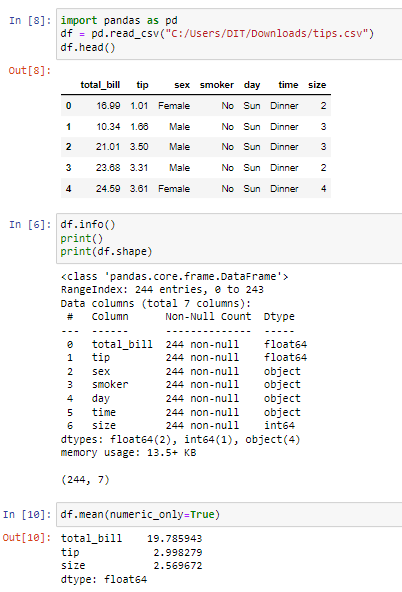 In [8]: import pandas as pd
df = pd.read_csv("C:/Users/DIT/Downloads/tips.csv")
df.head()
Out[8]:
total_bill tip sex smoker day time size
0 16.99 1.01 Female No Sun Dinner 2
1 10.34 1.66 Male No Sun Dinner 3
2 21.01 3.50 Male No Sun Dinner 3
3 23.68 3.31 Male No Sun Dinner 2
4 24.59 3.61 Female No Sun Dinner 4
In [6]: df.info()
print()
print(df.shape)
<class 'pandas.core.frame.DataFrame'>
RangeIndex: 244 entries, 0 to 243
Data columns (total 7 columns):
# Column Non-Null Count Dtype
--- ------ -------------- -----
0 total_bill 244 non-null float64
1 tip 244 non-null float64
2 sex 244 non-null object
3 smoker 244 non-null object
4 day 244 non-null object
5 time 244 non-null object
6 size 244 non-null int64
dtypes: float64(2), int64(1), object(4)
memory usage: 13.5+ KB
(244, 7)
In [10]: df.mean(numeric_only=True)
Out[10]: total_bill 19.785943
tip 2.998279
size 2.569672
dtype: float64